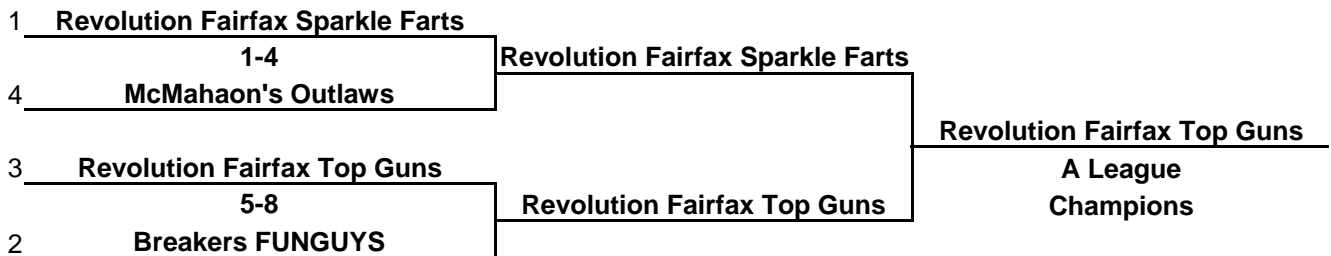 1 Revolution Fairfax Sparkle Farts
1-4
Revolution Fairfax Sparkle Farts
4 McMahaon's Outlaws
Revolution Fairfax Top Guns
3 Revolution Fairfax Top Guns
A League
5-8
Revolution Fairfax Top Guns
Champions
2 Breakers FUNGUYS